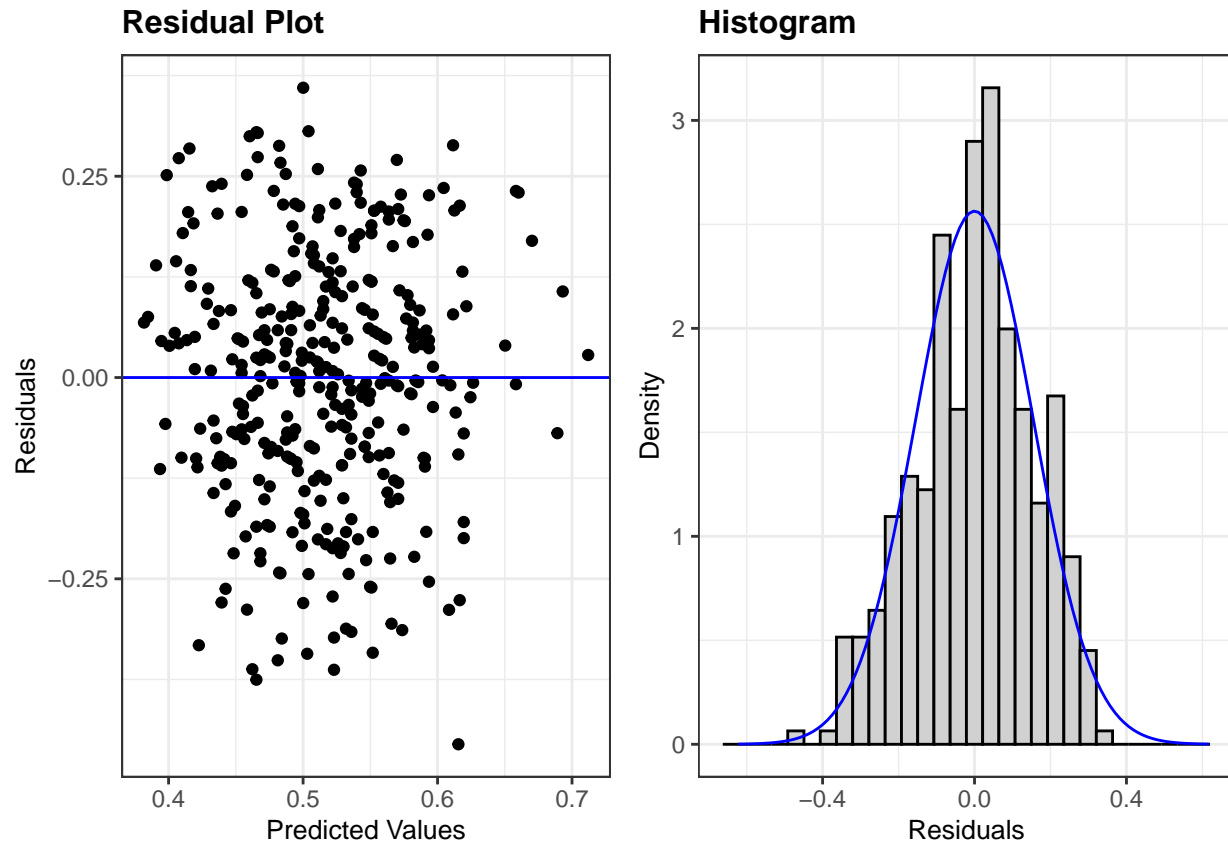 Residual Plot
0.25
0.00
−0.25
Residuals
0.4 0.5 0.6 0.7
Predicted Values
Histogram
3
2
1
0
Density
−0.4 0.0 0.4
Residuals